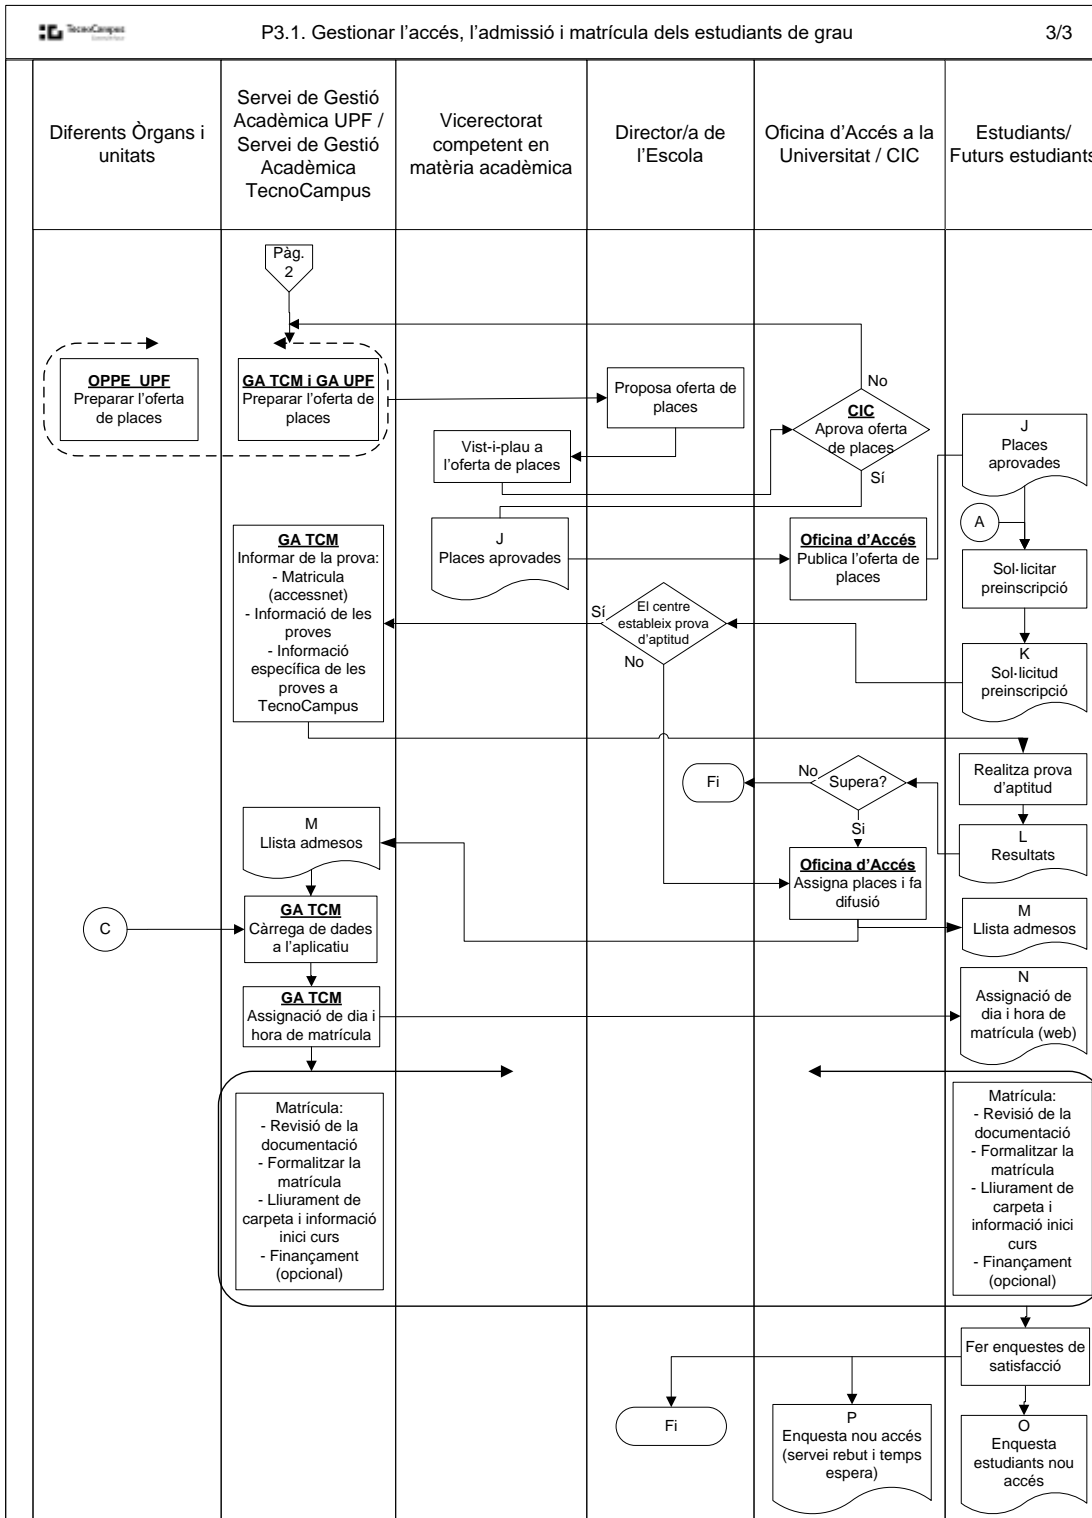 TecnoCampus
P3.1. Gestionar l'accés, l'admissió i matrícula dels estudiants de grau
3/3
Diferents Òrgans i
unitats
Servei de Gestió
Acadèmica UPF /
Servei de Gestió
Acadèmica
TecnoCampus
Vicerectorat
competent en
matèria acadèmica
Director/a de
l'Escola
Oficina d'Accés a la
Universitat / CIC
Estudiants/
Futurs estudiants
Pàg.
2
OPPE UPF
Preparar l'oferta
de places
GA TCM i GA UPF
Preparar l'oferta de
places
Proposa oferta de
places
No
CIC
Aprova oferta
de places
Sí
Vist-i-plau a
l'oferta de places
J
Places
aprovades
A
J
Places aprovades
Oficina d'Accés
Publica l'oferta de
places
Sol·licitar
preinscripció
GA TCM
Informar de la prova:
- Matricula
(accessnet)
- Informació de les
proves
- Informació
específica de les
proves a
TecnoCampus
Sí
El centre
estableix prova
d'aptitud
No
K
Sol·licitud
preinscripció
Fi
No
Supera?
Si
Realitza prova
d'aptitud
L
Resultats
M
Llista admesos
Oficina d'Accés
Assigna places i fa
difusió
M
Llista admesos
C
GA TCM
Càrrega de dades
a l'aplicatiu
GA TCM
Assignació de dia i
hora de matrícula
N
Assignació de
dia i hora de
matrícula (web)
Matrícula:
- Revisió de la
documentació
- Formalitzar la
matrícula
- Lliurament de
carpeta i informació
inici curs
- Finançament
(opcional)
Matrícula:
- Revisió de la
documentació
- Formalitzar la
matrícula
- Lliurament de
carpeta i
informació inici
curs
- Finançament
(opcional)
Fer enquestes de
satisfacció
Fi
P
Enquesta nou accés
(servei rebut i temps
espera)
O
Enquesta
estudiants nou
accés